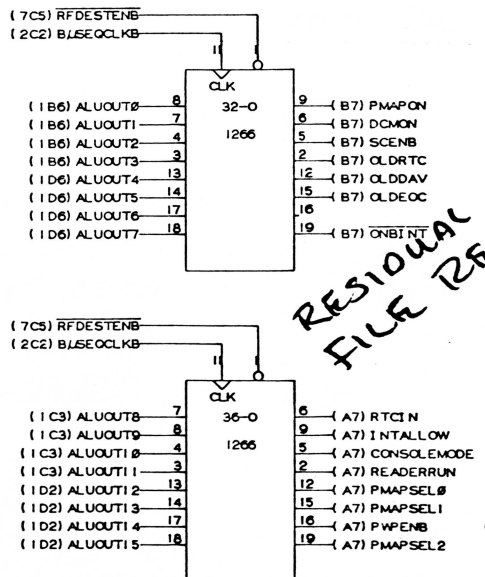 (7C5) RFDESTENB
(2C2) BµSEQCLKB
11 1
CLK
(1B6) ALUOUT0 8 32-0 9 (B7) PMAPON
(1B6) ALUOUT1 7 6 (B7) DCMON
(1B6) ALUOUT2 4 1266 5 (B7) SCENB
(1B6) ALUOUT3 3 2 (B7) OLDRTC
(1D6) ALUOUT4 13 12 (B7) OLDDAV
(1D6) ALUOUT5 14 15 (B7) OLDEOC
(1D6) ALUOUT6 17 16
(1D6) ALUOUT7 18 19 (B7) ONBINT
RESIDUAL
FILE RE
(7C5) RFDESTENB
(2C2) BµSEQCLKB
11 1
CLK
(1C3) ALUOUT8 7 36-0 6 (A7) RTCIN
(1C3) ALUOUT9 8 9 (A7) INTALLOW
(1C3) ALUOUT10 4 1266 5 (A7) CONSOLEMODE
(1C3) ALUOUT11 3 2 (A7) READERRUN
(1D2) ALUOUT12 13 12 (A7) PMAPSEL0
(1D2) ALUOUT13 14 15 (A7) PMAPSEL1
(1D2) ALUOUT14 17 16 (A7) PWPENB
(1D2) ALUOUT15 18 19 (A7) PMAPSEL2